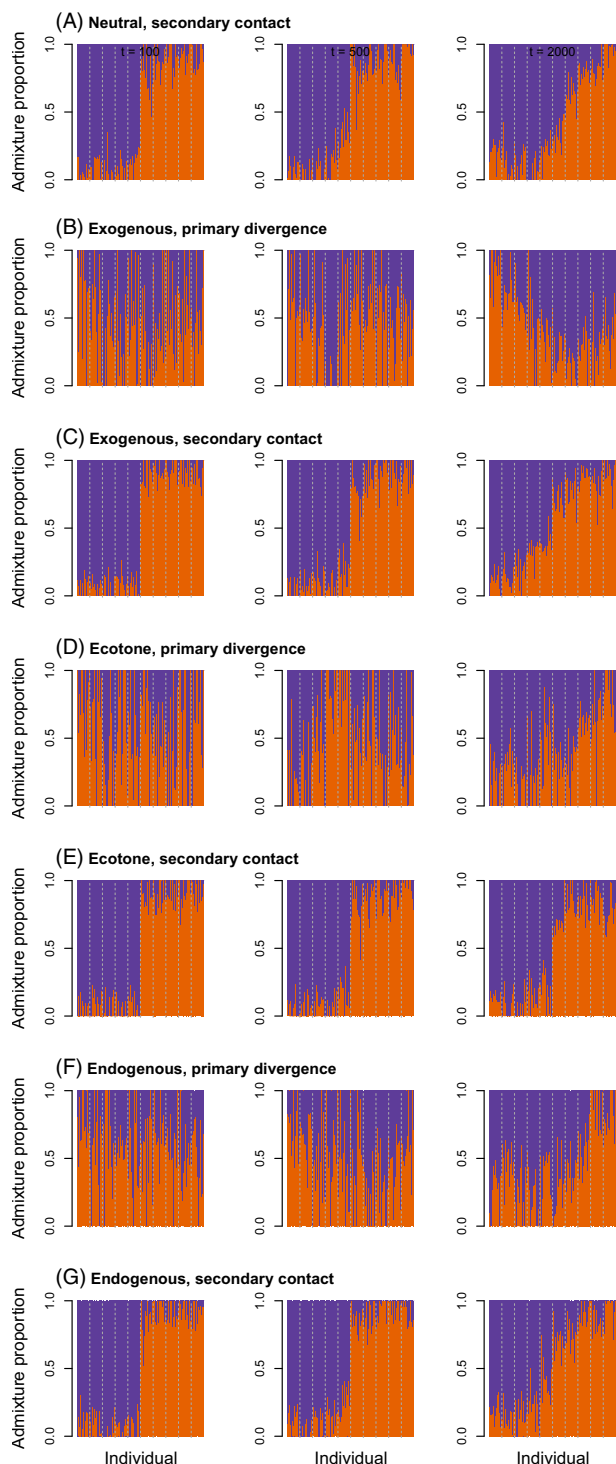 (A) Neutral, secondary contact
t = 100 t = 500 t = 2000
Admixture proportion
0.0 0.5 1.0
0.0 0.5 1.0
0.0 0.5 1.0
(B) Exogenous, primary divergence
Admixture proportion
0.0 0.5 1.0
0.0 0.5 1.0
0.0 0.5 1.0
(C) Exogenous, secondary contact
Admixture proportion
0.0 0.5 1.0
0.0 0.5 1.0
0.0 0.5 1.0
(D) Ecotone, primary divergence
Admixture proportion
0.0 0.5 1.0
0.0 0.5 1.0
0.0 0.5 1.0
(E) Ecotone, secondary contact
Admixture proportion
0.0 0.5 1.0
0.0 0.5 1.0
0.0 0.5 1.0
(F) Endogenous, primary divergence
Admixture proportion
0.0 0.5 1.0
0.0 0.5 1.0
0.0 0.5 1.0
(G) Endogenous, secondary contact
Admixture proportion
0.0 0.5 1.0
0.0 0.5 1.0
0.0 0.5 1.0
Individual Individual Individual